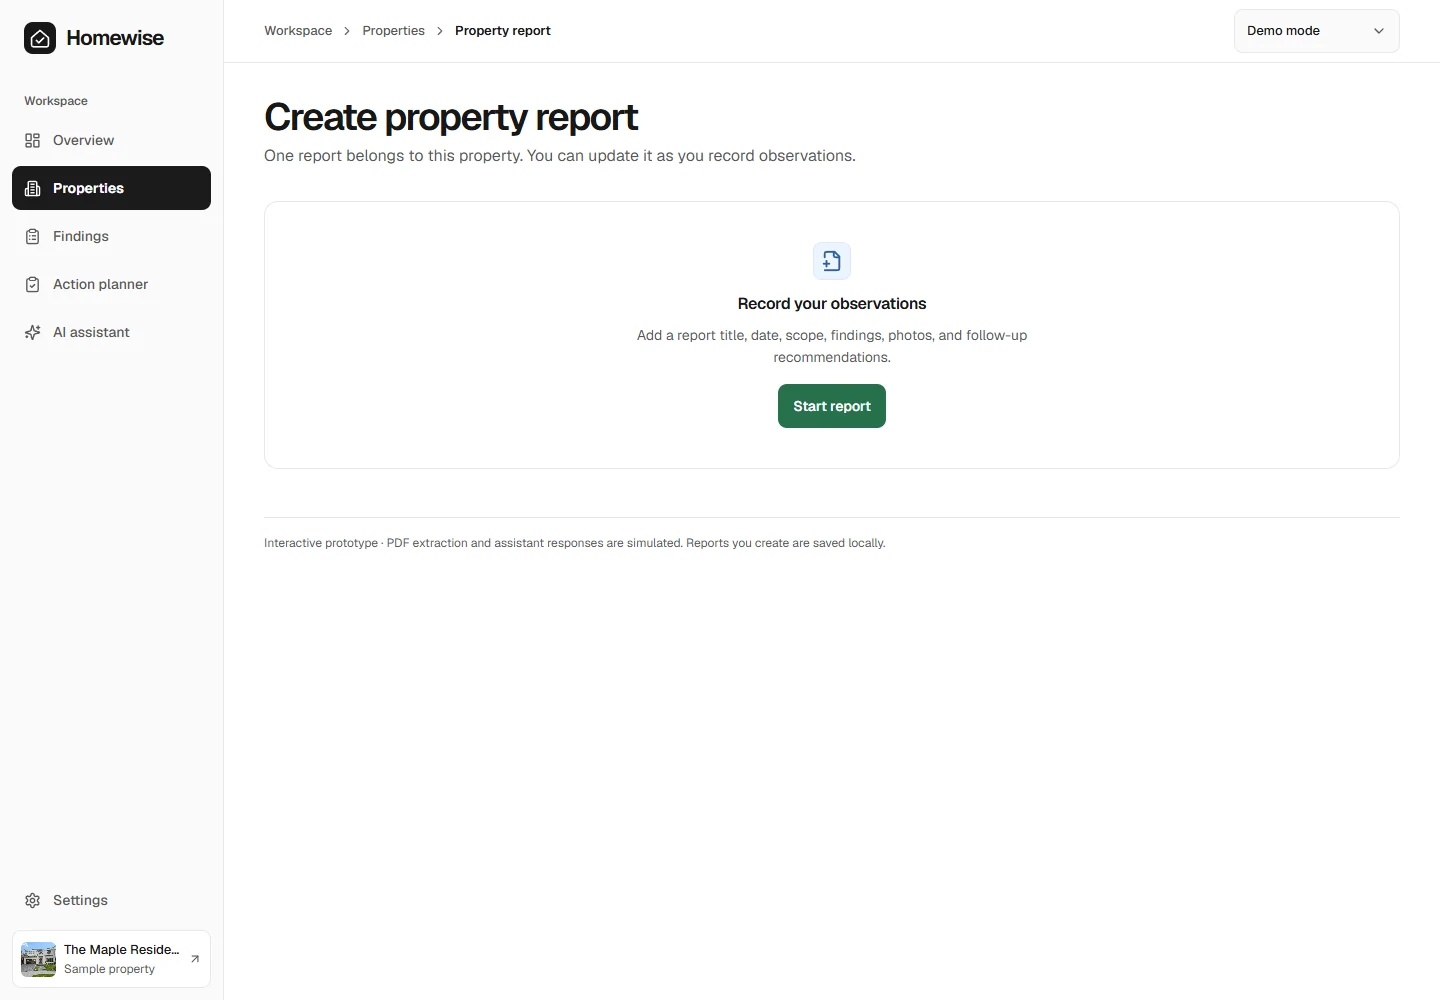 Homewise
Workspace
Overview
Properties
Findings
Action planner
AI assistant
Settings
The Maple Reside...
Sample property
Workspace > Properties > Property report
Demo mode
Create property report
One report belongs to this property. You can update it as you record observations.
Record your observations
Add a report title, date, scope, findings, photos, and follow-up
recommendations.
Start report
Interactive prototype · PDF extraction and assistant responses are simulated. Reports you create are saved locally.